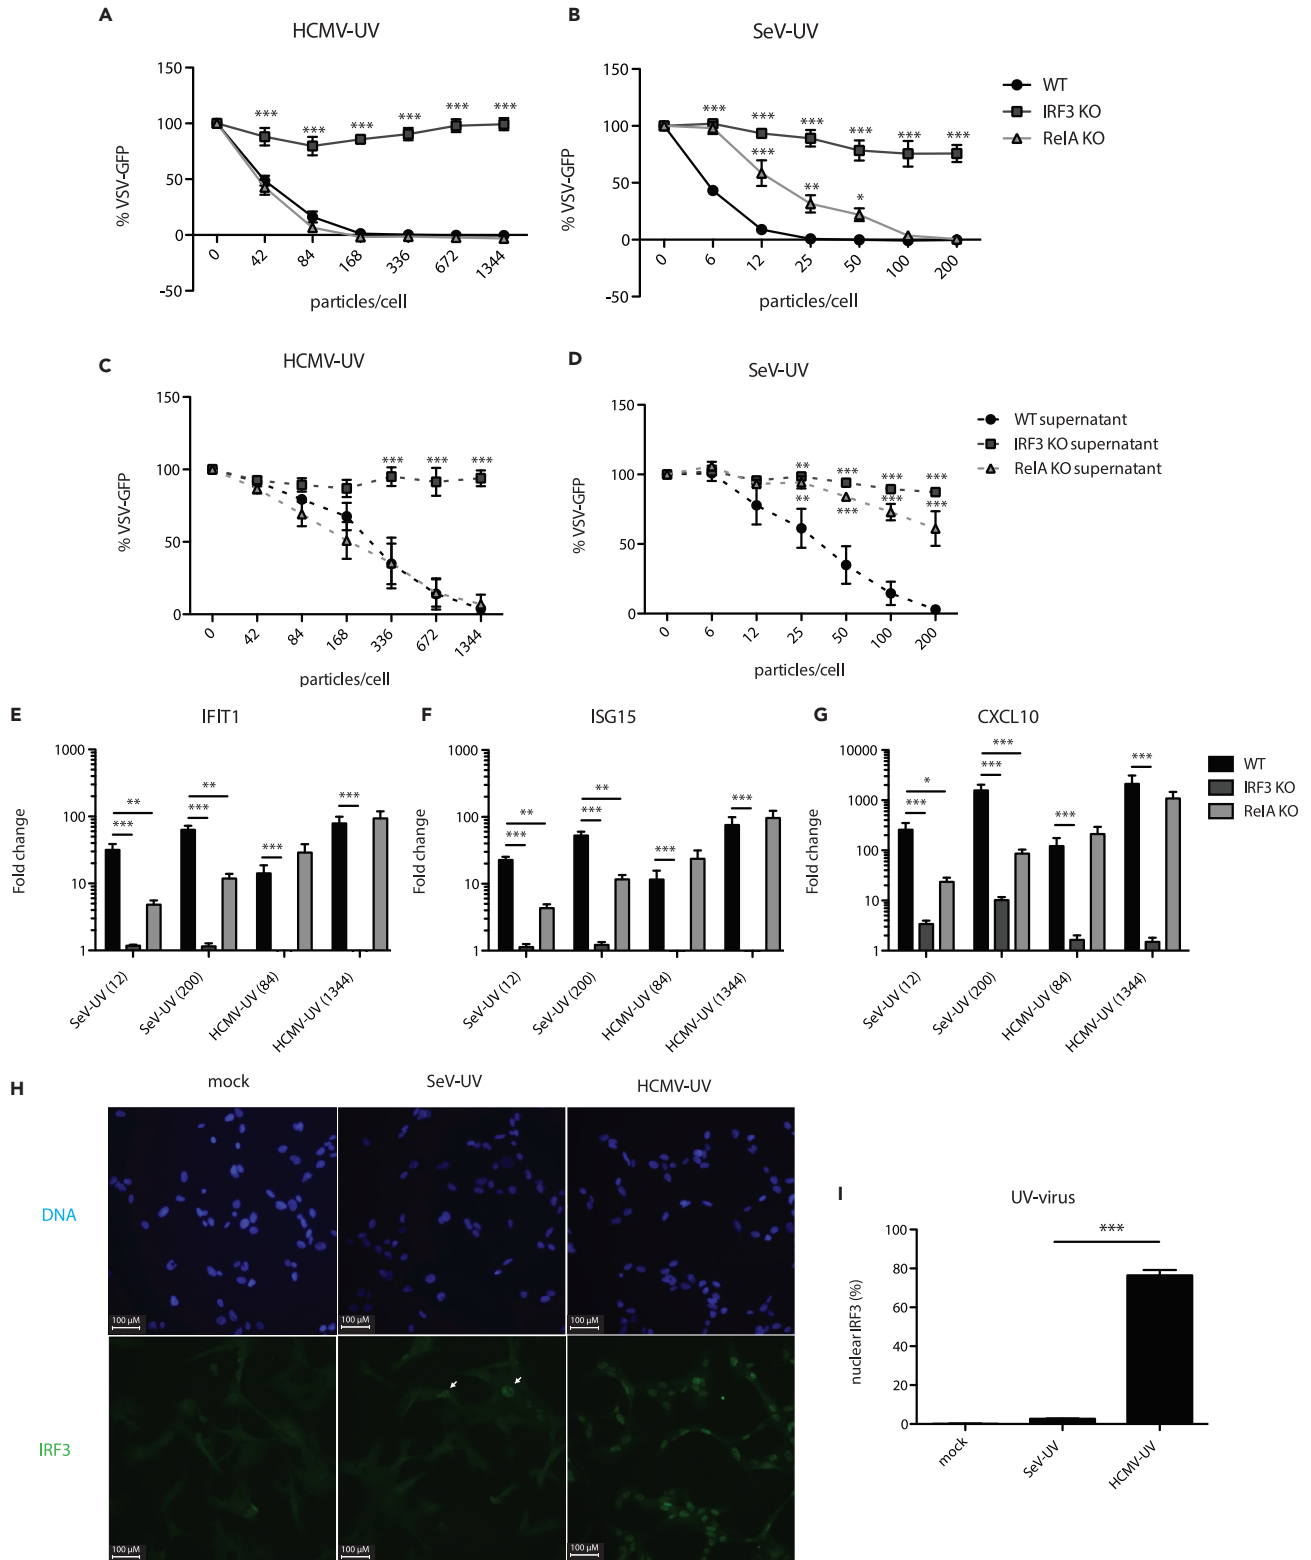 A
HCMV-UV
% VSV-GFP
150
100
50
0
-50
*** *** *** *** *** ***
0 42 84 168 336 672 1344
particles/cell
B
SeV-UV
% VSV-GFP
150
100
50
0
-50
*** *** *** *** *** ***
*** ** *
0 6 12 25 50 100 200
particles/cell
WT
IRF3 KO
RelA KO
C
HCMV-UV
% VSV-GFP
150
100
50
0
*** *** ***
0 42 84 168 336 672 1344
particles/cell
D
SeV-UV
% VSV-GFP
150
100
50
0
** *** *** ***
** *** *** ***
0 6 12 25 50 100 200
particles/cell
WT supernatant
IRF3 KO supernatant
RelA KO supernatant
E
IFIT1
Fold change
1000
100
10
1
** ** ***
*** *** ***
SeV-UV (12)
SeV-UV (200)
HCMV-UV (84)
HCMV-UV (1344)
F
ISG15
Fold change
1000
100
10
1
** ** ***
*** *** ***
SeV-UV (12)
SeV-UV (200)
HCMV-UV (84)
HCMV-UV (1344)
G
CXCL10
Fold change
10000
1000
100
10
1
* *** ***
*** *** ***
SeV-UV (12)
SeV-UV (200)
HCMV-UV (84)
HCMV-UV (1344)
WT
IRF3 KO
RelA KO
H
mock
SeV-UV
HCMV-UV
DNA
100 µM
100 µM
100 µM
IRF3
100 µM
100 µM
100 µM
I
UV-virus
nuclear IRF3 (%)
100
80
60
40
20
0
***
mock
SeV-UV
HCMV-UV